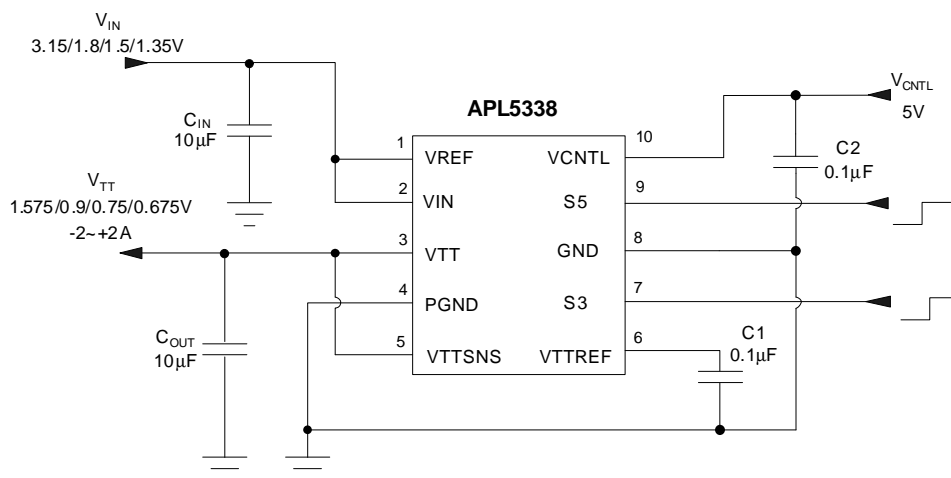 VIN
3.15/1.8/1.5/1.35V
CIN
10µF
VTT
1.575/0.9/0.75/0.675V
-2~+2A
COUT
10µF
APL5338
1
VREF
2
VIN
3
VTT
4
PGND
5
VTTSNS
10
VCNTL
9
S5
8
GND
7
S3
6
VTTREF
VCNTL
5V
C2
0.1µF
C1
0.1µF